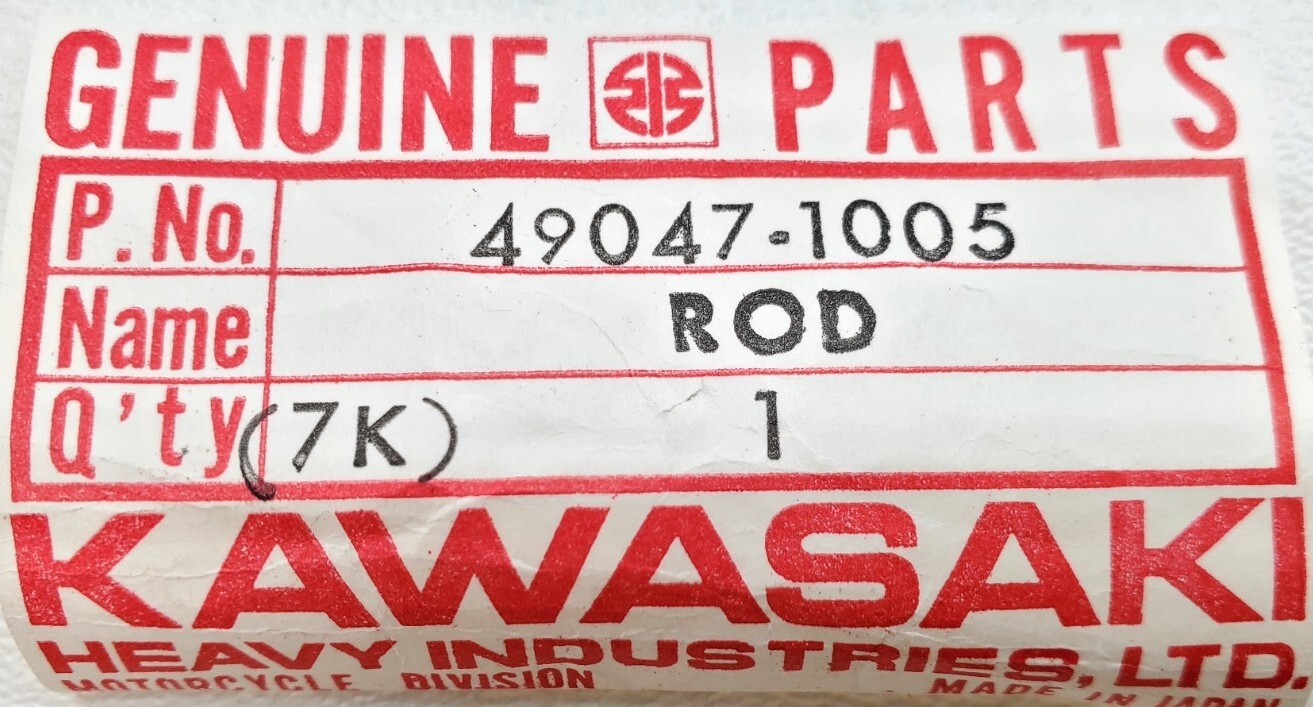 GENUINE PARTS
P. No. 49047-1005
Name ROD
Q'ty (7K) 1
KAWASAKI
HEAVY INDUSTRIES, LTD.
MOTORCYCLE DIVISION MADE IN JAPAN